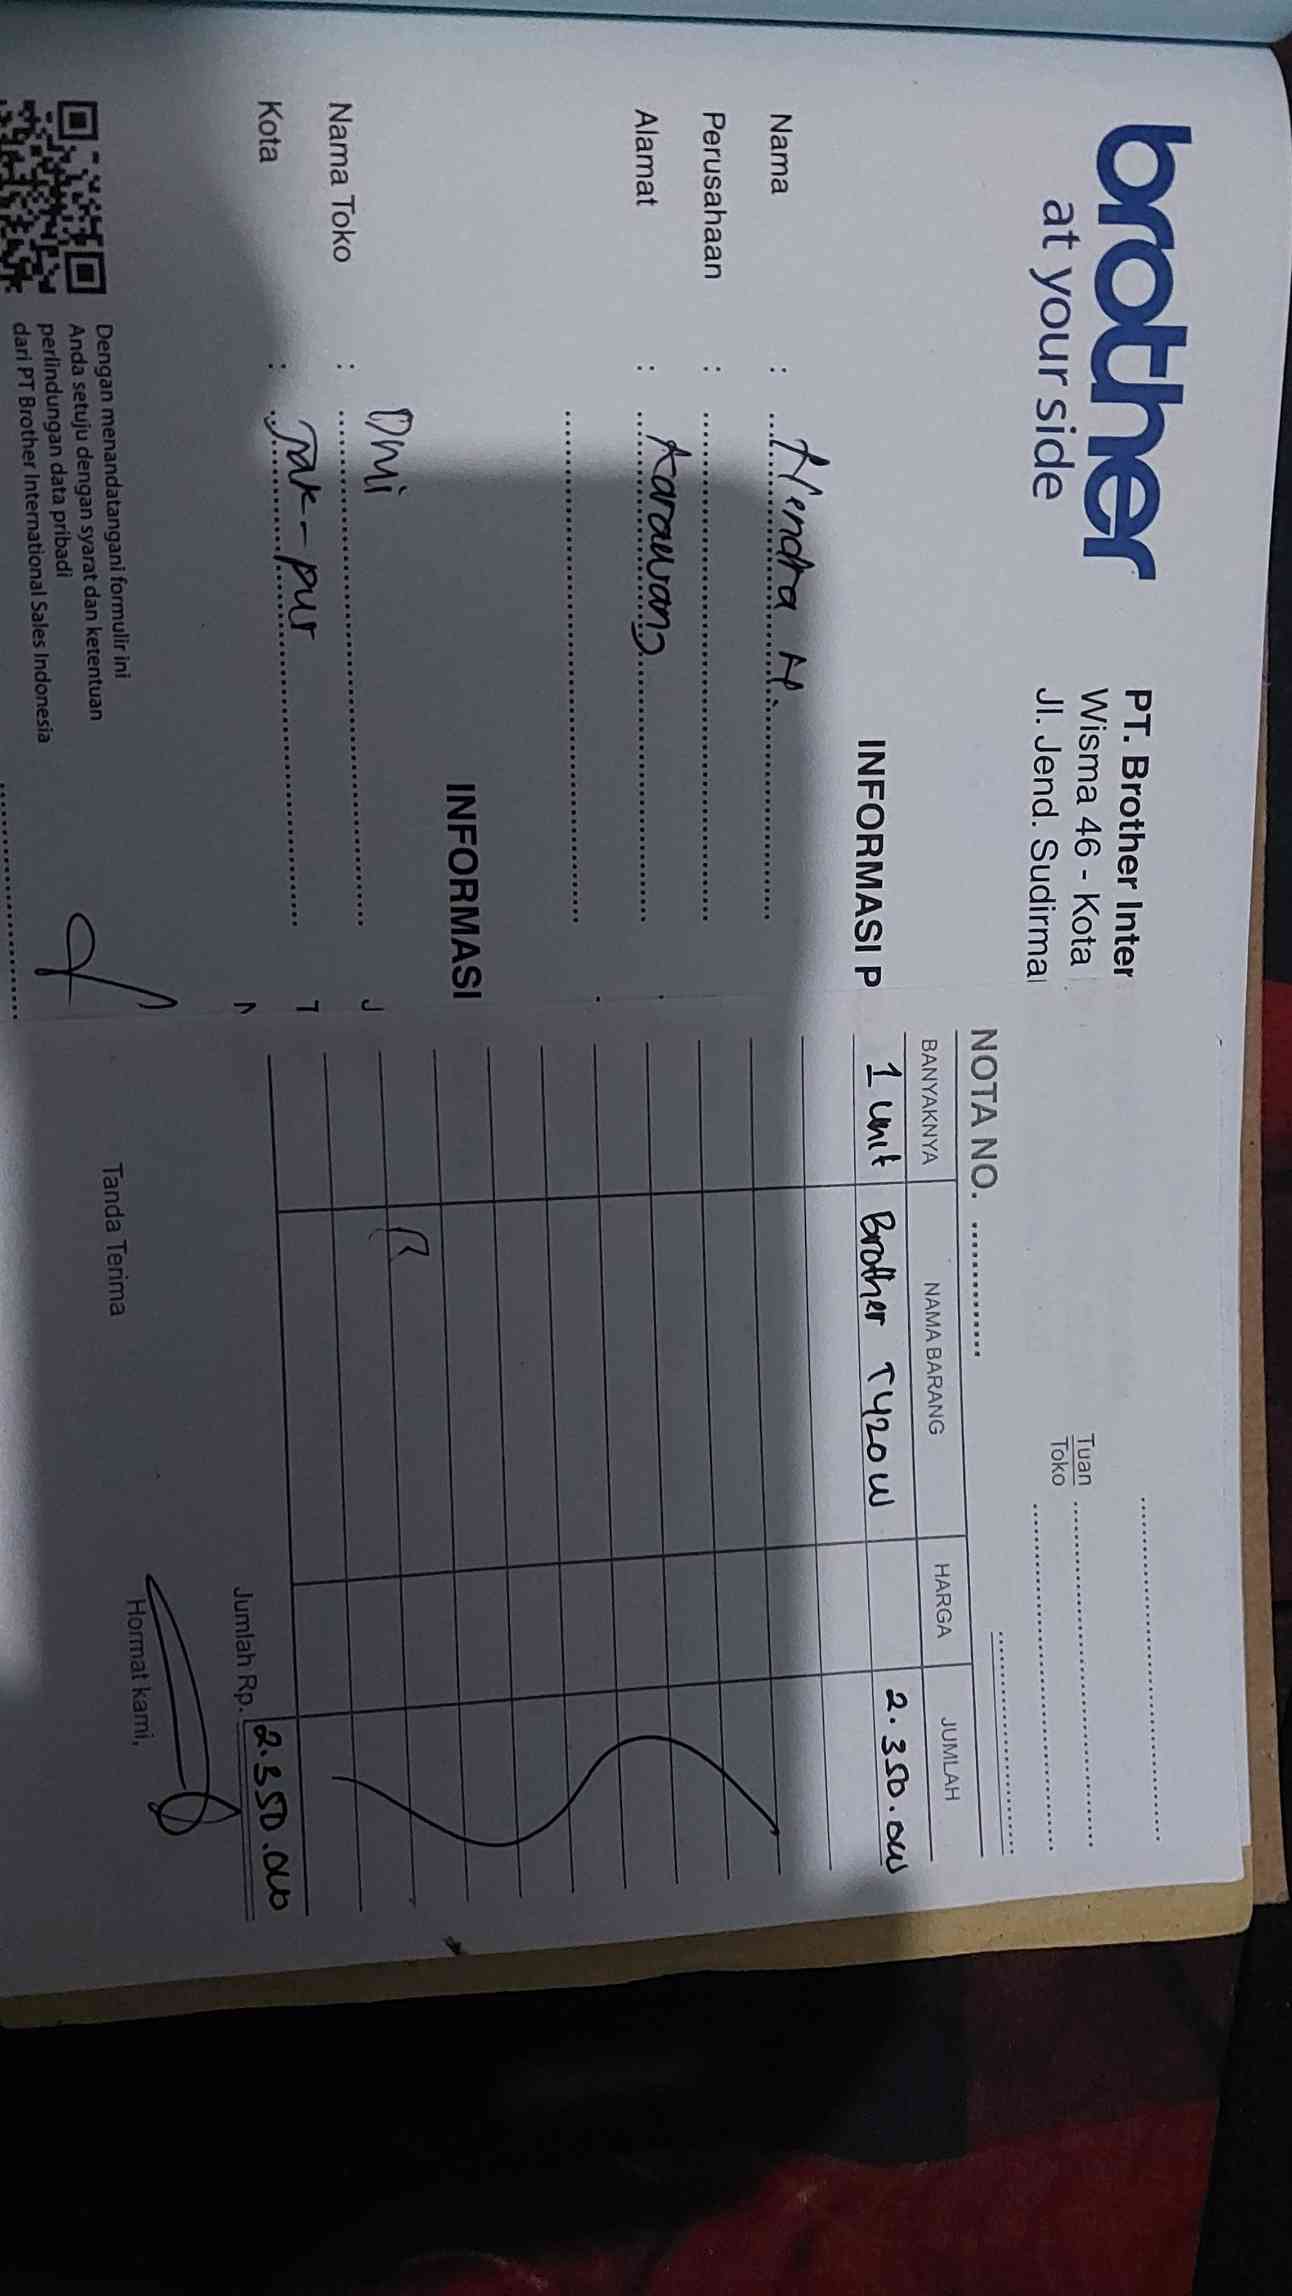 brother
at your side
PT. Brother Inter
Wisma 46 - Kota
Jl. Jend. Sudirma
INFORMASI P
Nama : Hendra N.
Perusahaan :
Alamat : Karawang
INFORMASI
Nama Toko : DMi J
Kota : Jak-pur T
Dengan menandatangani formulir ini
Anda setuju dengan syarat dan ketentuan
perlindungan data pribadi
dari PT Brother International Sales Indonesia
Tuan
Toko
NOTA NO.
BANYAKNYA NAMA BARANG HARGA JUMLAH
1 unit Brother T420W 2.350.000
Jumlah Rp. 2.350.000
Tanda Terima Hormat kami,